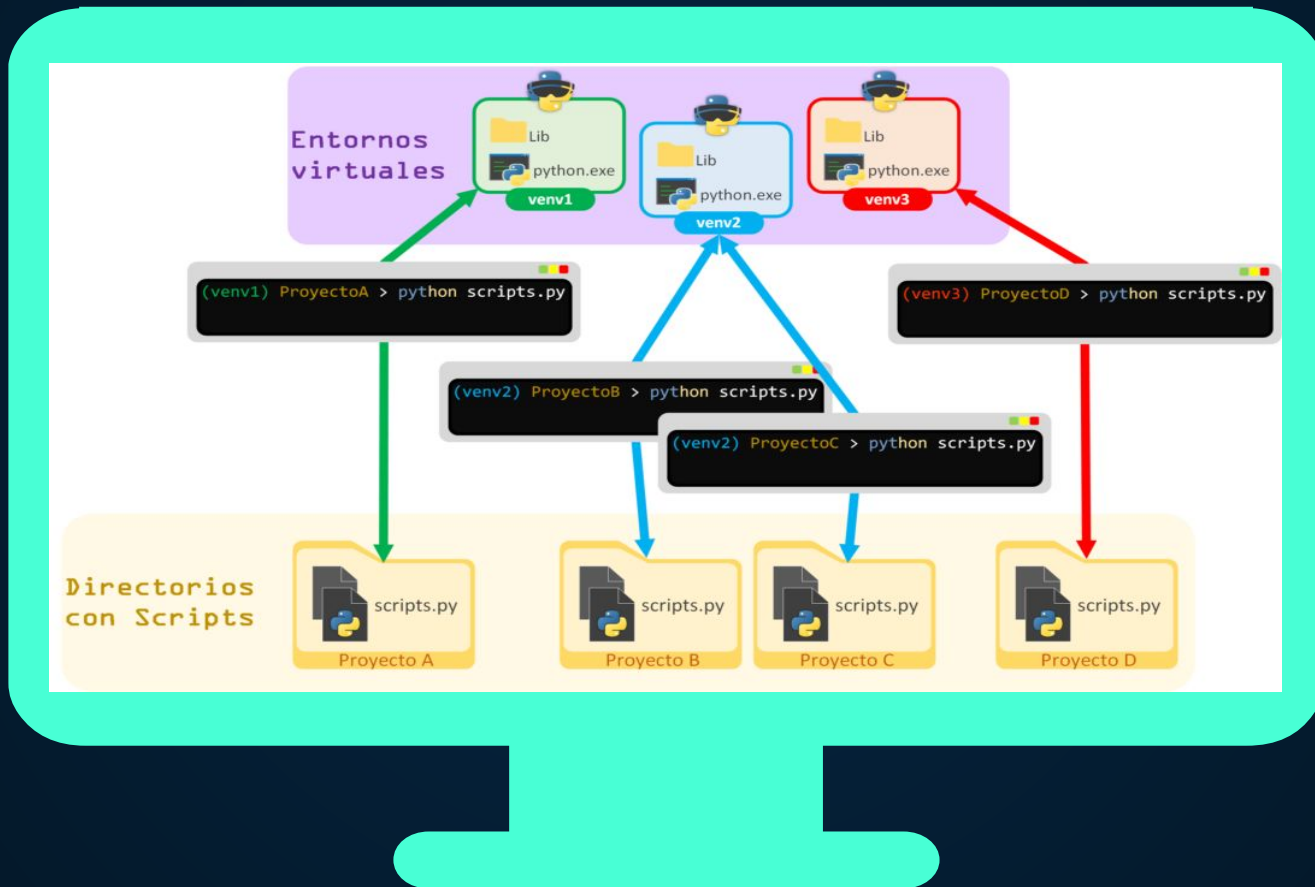 Entornos
virtuales
Lib
python.exe
venv1
Lib
python.exe
venv2
Lib
python.exe
venv3
(venv1) ProyectoA > python scripts.py
(venv3) ProyectoD > python scripts.py
(venv2) ProyectoB > python scripts.py
(venv2) ProyectoC > python scripts.py
Directorios
con Scripts
scripts.py
Proyecto A
scripts.py
Proyecto B
scripts.py
Proyecto C
scripts.py
Proyecto D